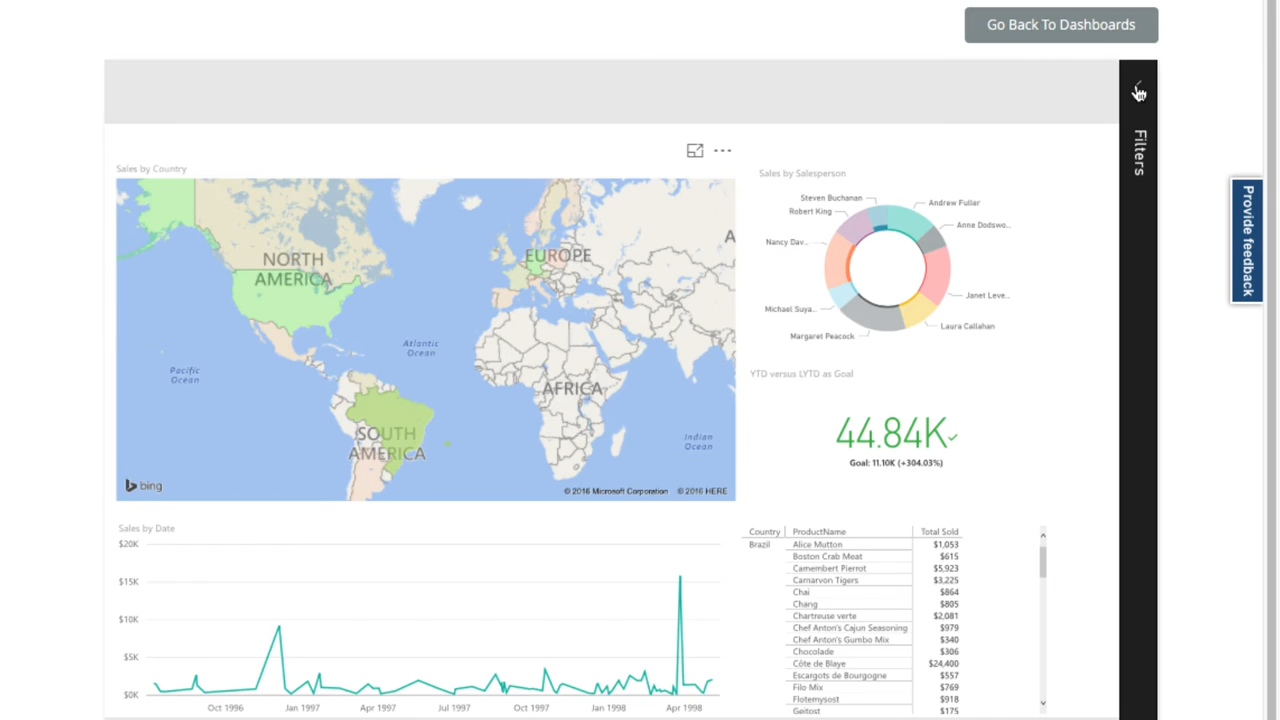 Go Back To Dashboards
Filters
Provide feedback
Sales by Country
NORTH
AMERICA
EUROPE
A
Atlantic
Ocean
Pacific
Ocean
AFRICA
SOUTH
AMERICA
Indian
Ocean
bing
© 2016 Microsoft Corporation © 2016 HERE
Sales by Salesperson
Steven Buchanan
Andrew Fullar
Robert King
Anne Dodswo...
Nancy Dav...
Janet Leve...
Michael Suya...
Laura Callahan
Margaret Peacock
YTD versus LYTD as Goal
44.84K
Goal: 11.10K (+304.03%)
Sales by Date
$20K
$15K
$10K
$5K
$0K
Oct 1996 Jan 1997 Apr 1997 Jul 1997 Oct 1997 Jan 1998 Apr 1998
Country ProductName Total Sold
Brazil Alice Mutton $1,053
Boston Crab Meat $615
Camembert Pierrot $5,923
Carnarvon Tigers $3,225
Chai $864
Chang $805
Chartreuse verte $2,081
Chef Anton's Cajun Seasoning $979
Chef Anton's Gumbo Mix $340
Chocolade $306
Côte de Blaye $24,400
Escargots de Bourgogne $557
Filo Mix $769
Flotemysost $918
Geitost $175